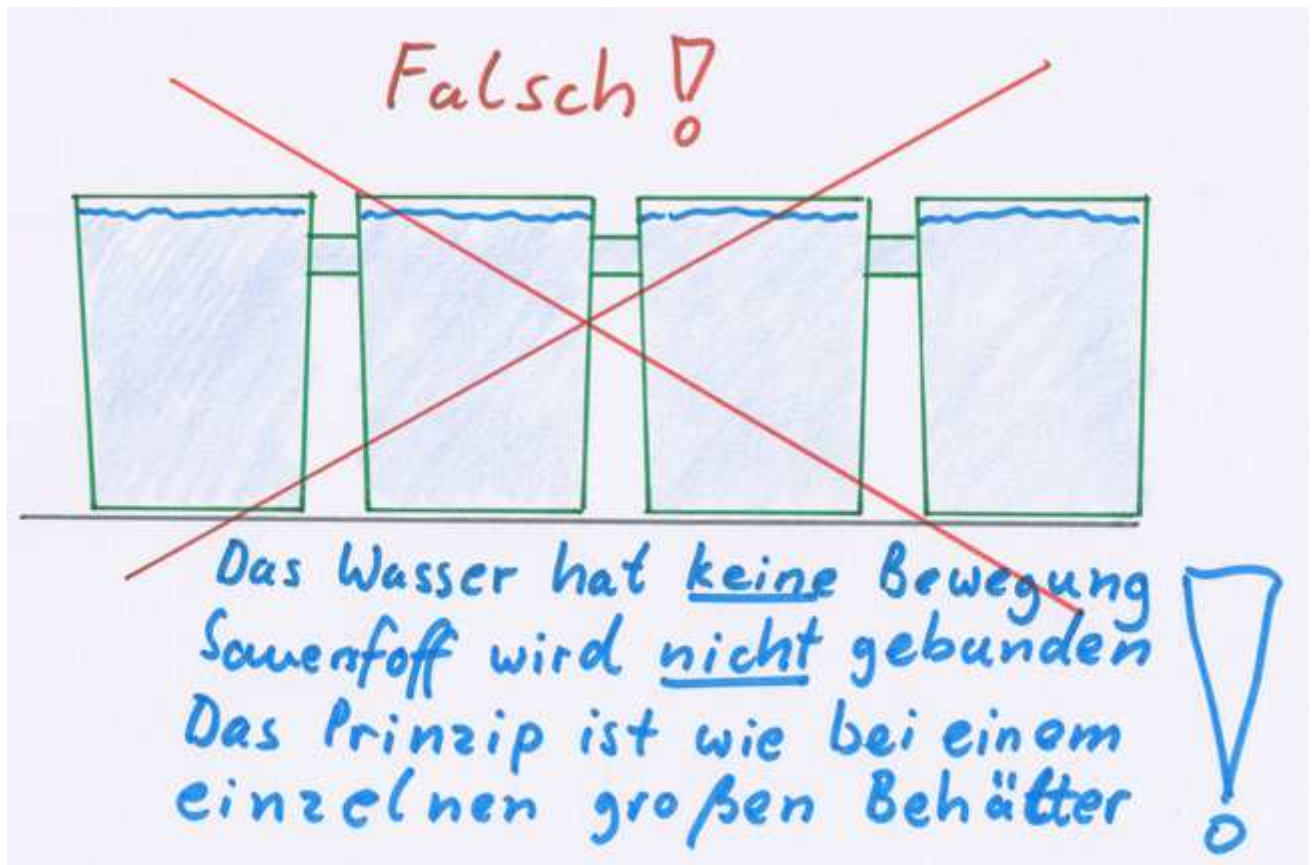 Falsch!
Das Wasser hat keine Bewegung
Sauerstoff wird nicht gebunden
Das Prinzip ist wie bei einem
einzelnen großen Behälter
!